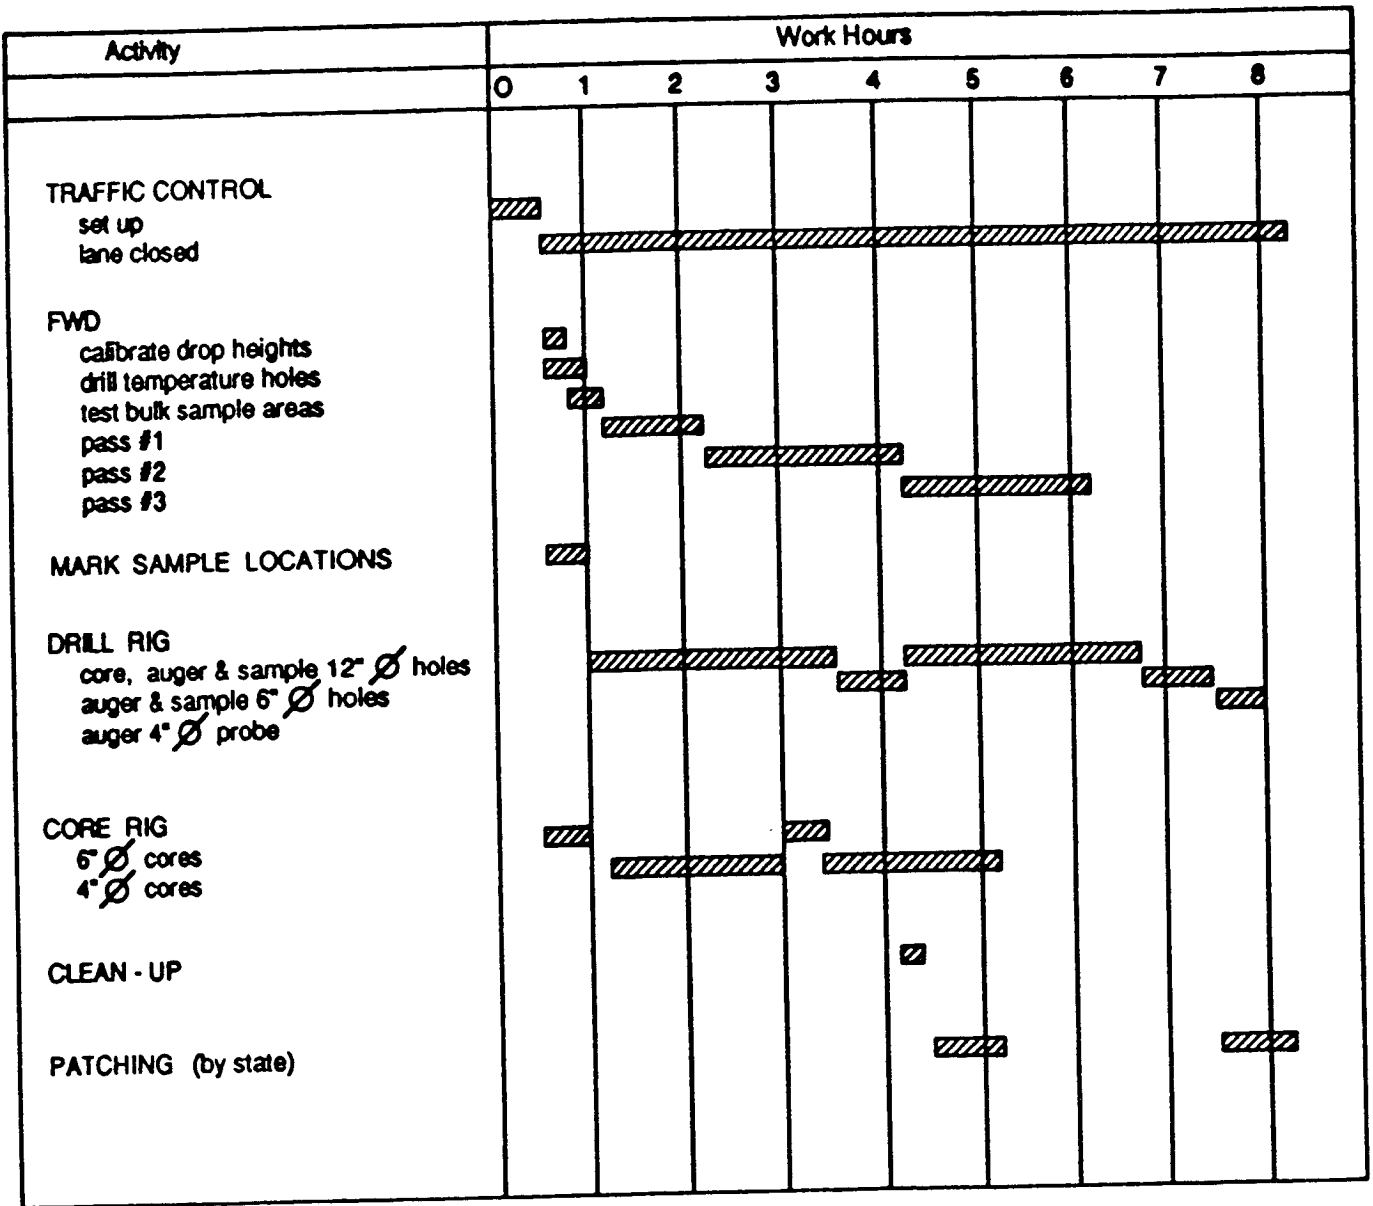 Activity
Work Hours
0 1 2 3 4 5 6 7 8
TRAFFIC CONTROL
set up
lane closed
FWD
calibrate drop heights
drill temperature holes
test bulk sample areas
pass #1
pass #2
pass #3
MARK SAMPLE LOCATIONS
DRILL RIG
core, auger & sample 12" Ø holes
auger & sample 6" Ø holes
auger 4" Ø probe
CORE RIG
6" Ø cores
4" Ø cores
CLEAN - UP
PATCHING (by state)